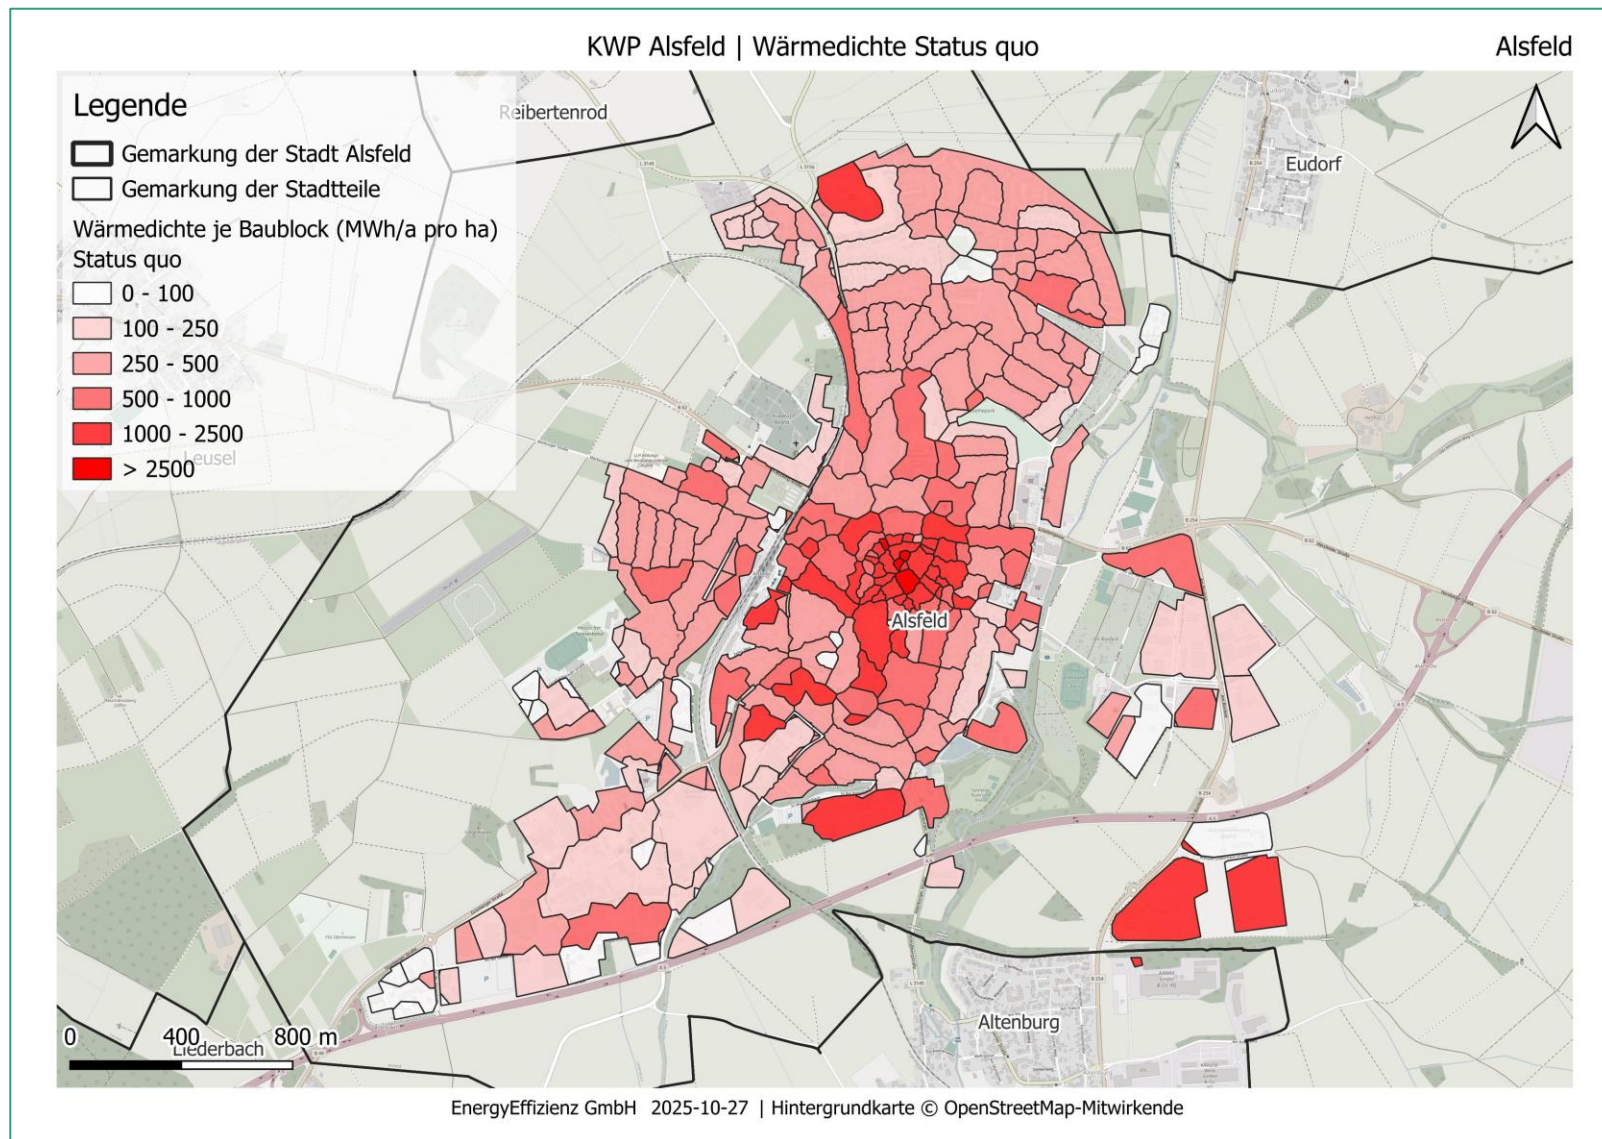 KWP Alsfeld | Wärmedichte Status quo
Alsfeld
Legende
Gemarkung der Stadt Alsfeld
Gemarkung der Stadtteile
Wärmedichte je Baublock (MWh/a pro ha)
Status quo
0 - 100
100 - 250
250 - 500
500 - 1000
1000 - 2500
> 2500
Reibertenrod
Eudorf
Leusel
Alsfeld
Altenburg
Liederbach
0 400 800 m
EnergyEffizienz GmbH 2025-10-27 | Hintergrundkarte © OpenStreetMap-Mitwirkende